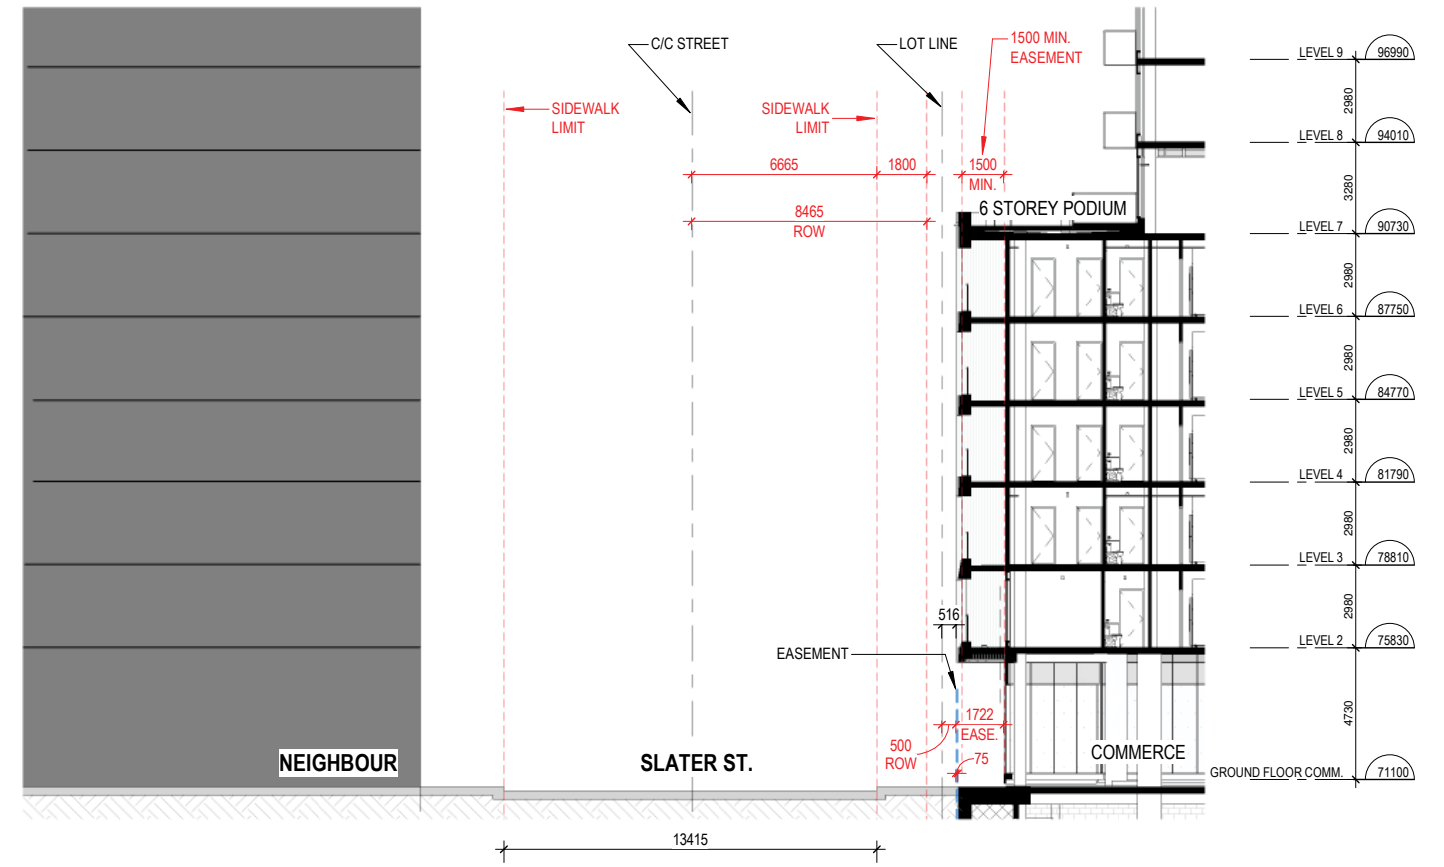 C/C STREET
LOT LINE
1500 MIN.
EASEMENT
LEVEL 9 96990
SIDEWALK
LIMIT
SIDEWALK
LIMIT
2980
LEVEL 8 94010
6665 1800 1500
MIN.
3280
8465
ROW
6 STOREY PODIUM
LEVEL 7 90730
2980
LEVEL 6 87750
2980
LEVEL 5 84770
2980
LEVEL 4 81790
2980
LEVEL 3 78810
2980
516
LEVEL 2 75830
EASEMENT
4730
1722
EASE.
500
ROW
75
COMMERCE
NEIGHBOUR
SLATER ST.
GROUND FLOOR COMM. 71100
13415